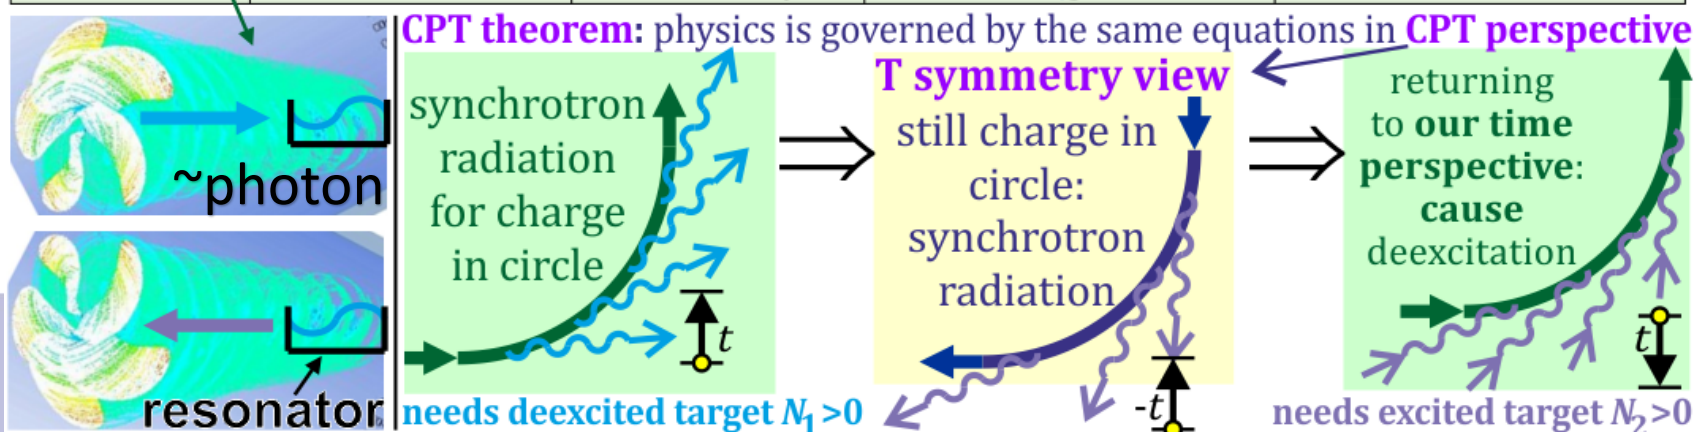 CPT theorem: physics is governed by the same equations in CPT perspective
~photon
resonator
synchrotron
radiation
for charge
in circle
t
needs deexcited target N₁>0
T symmetry view
still charge in
circle:
synchrotron
radiation
-t
returning
to our time
perspective:
cause
deexcitation
t
needs excited target N₂>0